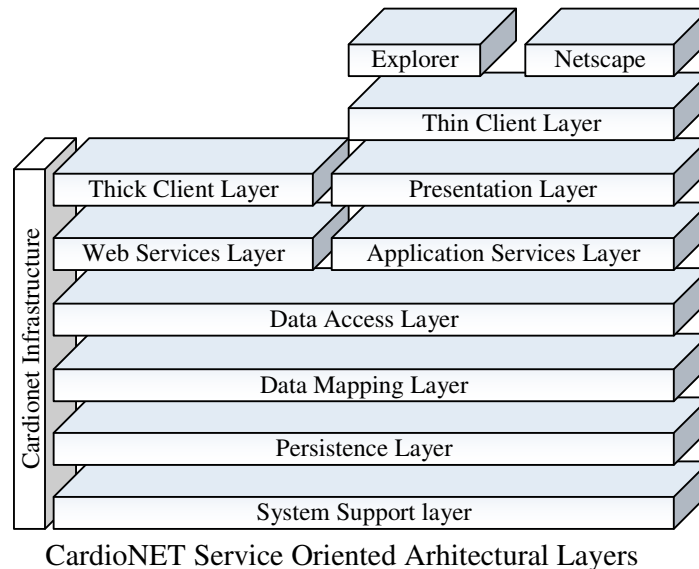 Explorer
Netscape
Thin Client Layer
Thick Client Layer
Presentation Layer
Web Services Layer
Application Services Layer
Data Access Layer
Data Mapping Layer
Persistence Layer
System Support layer
Cardionet Infrastructure
CardioNET Service Oriented Arhitectural Layers